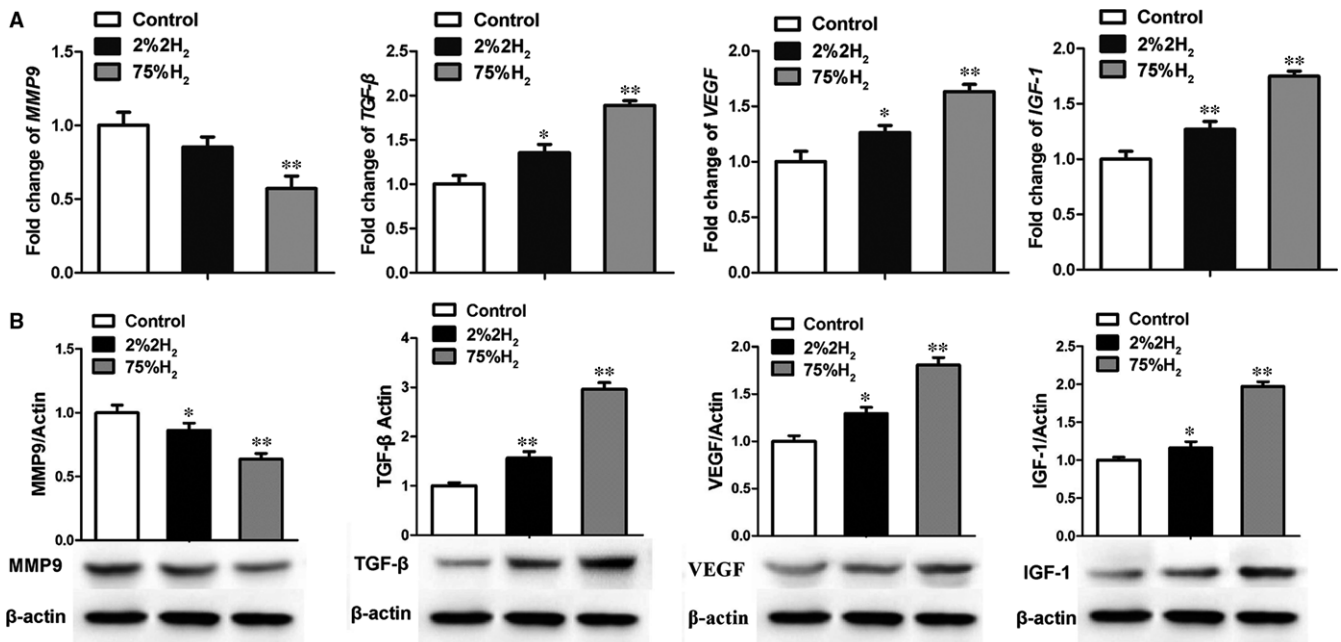 A
Control
2%2H₂
75%H₂
Fold change of MMP9
1.5
1.0
0.5
0.0
**
Control
2%2H₂
75%H₂
Fold change of TGF-β
2.5
2.0
1.5
1.0
0.5
0.0
*
**
Control
2%2H₂
75%H₂
Fold change of VEGF
2.0
1.5
1.0
0.5
0.0
*
**
Control
2%2H₂
75%H₂
Fold change of IGF-1
2.0
1.5
1.0
0.5
0.0
**
**
B
Control
2%2H₂
75%H₂
MMP9/Actin
1.5
1.0
0.5
0.0
*
**
MMP9
β-actin
Control
2%2H₂
75%H₂
TGF-β Actin
4
3
2
1
0
**
**
TGF-β
β-actin
Control
2%2H₂
75%H₂
VEGF/Actin
2.0
1.5
1.0
0.5
0.0
*
**
VEGF
β-actin
Control
2%2H₂
75%H₂
IGF-1/Actin
2.5
2.0
1.5
1.0
0.5
0.0
*
**
IGF-1
β-actin